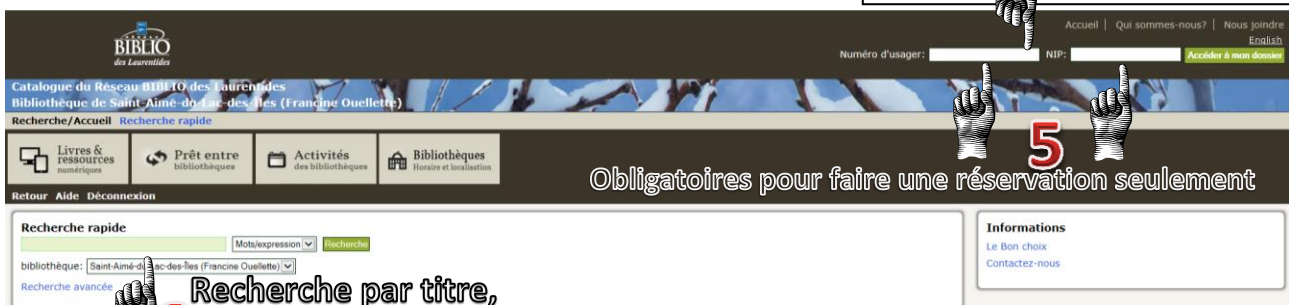 Accueil | Qui sommes-nous? | Nous joindre
English
RÉSEAU
BIBLIO
des Laurentides
Numéro d'usager:
NIP:
Accéder à mon dossier
Catalogue du Réseau BIBLIO des Laurentides
Bibliothèque de Saint-Aimé-du-Lac-des-Îles (Francine Ouellette)
Recherche/Accueil Recherche rapide
Livres & ressources numériques
Prêt entre bibliothèques
Activités des bibliothèques
Bibliothèques Horaire et localisation
5
Obligatoires pour faire une réservation seulement
Retour Aide Déconnexion
Recherche rapide
Mots/expression
Recherche
bibliothèque: Saint-Aimé-du-Lac-des-Îles (Francine Ouellette)
Recherche avancée
Recherche par titre,
Informations
Le Bon choix
Contactez-nous